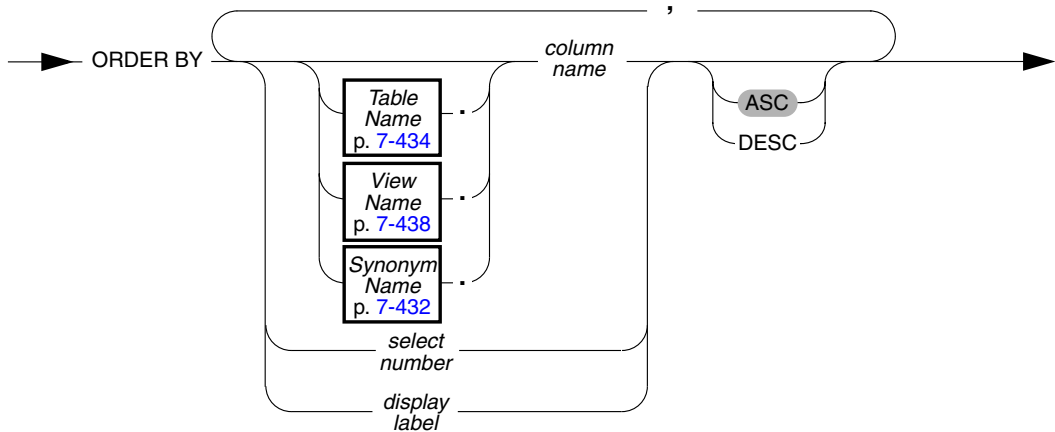 ,
ORDER BY
column
name
Table
Name
p. 7-434
.
ASC
DESC
View
Name
p. 7-438
.
Synonym
Name
p. 7-432
.
select
number
display
label